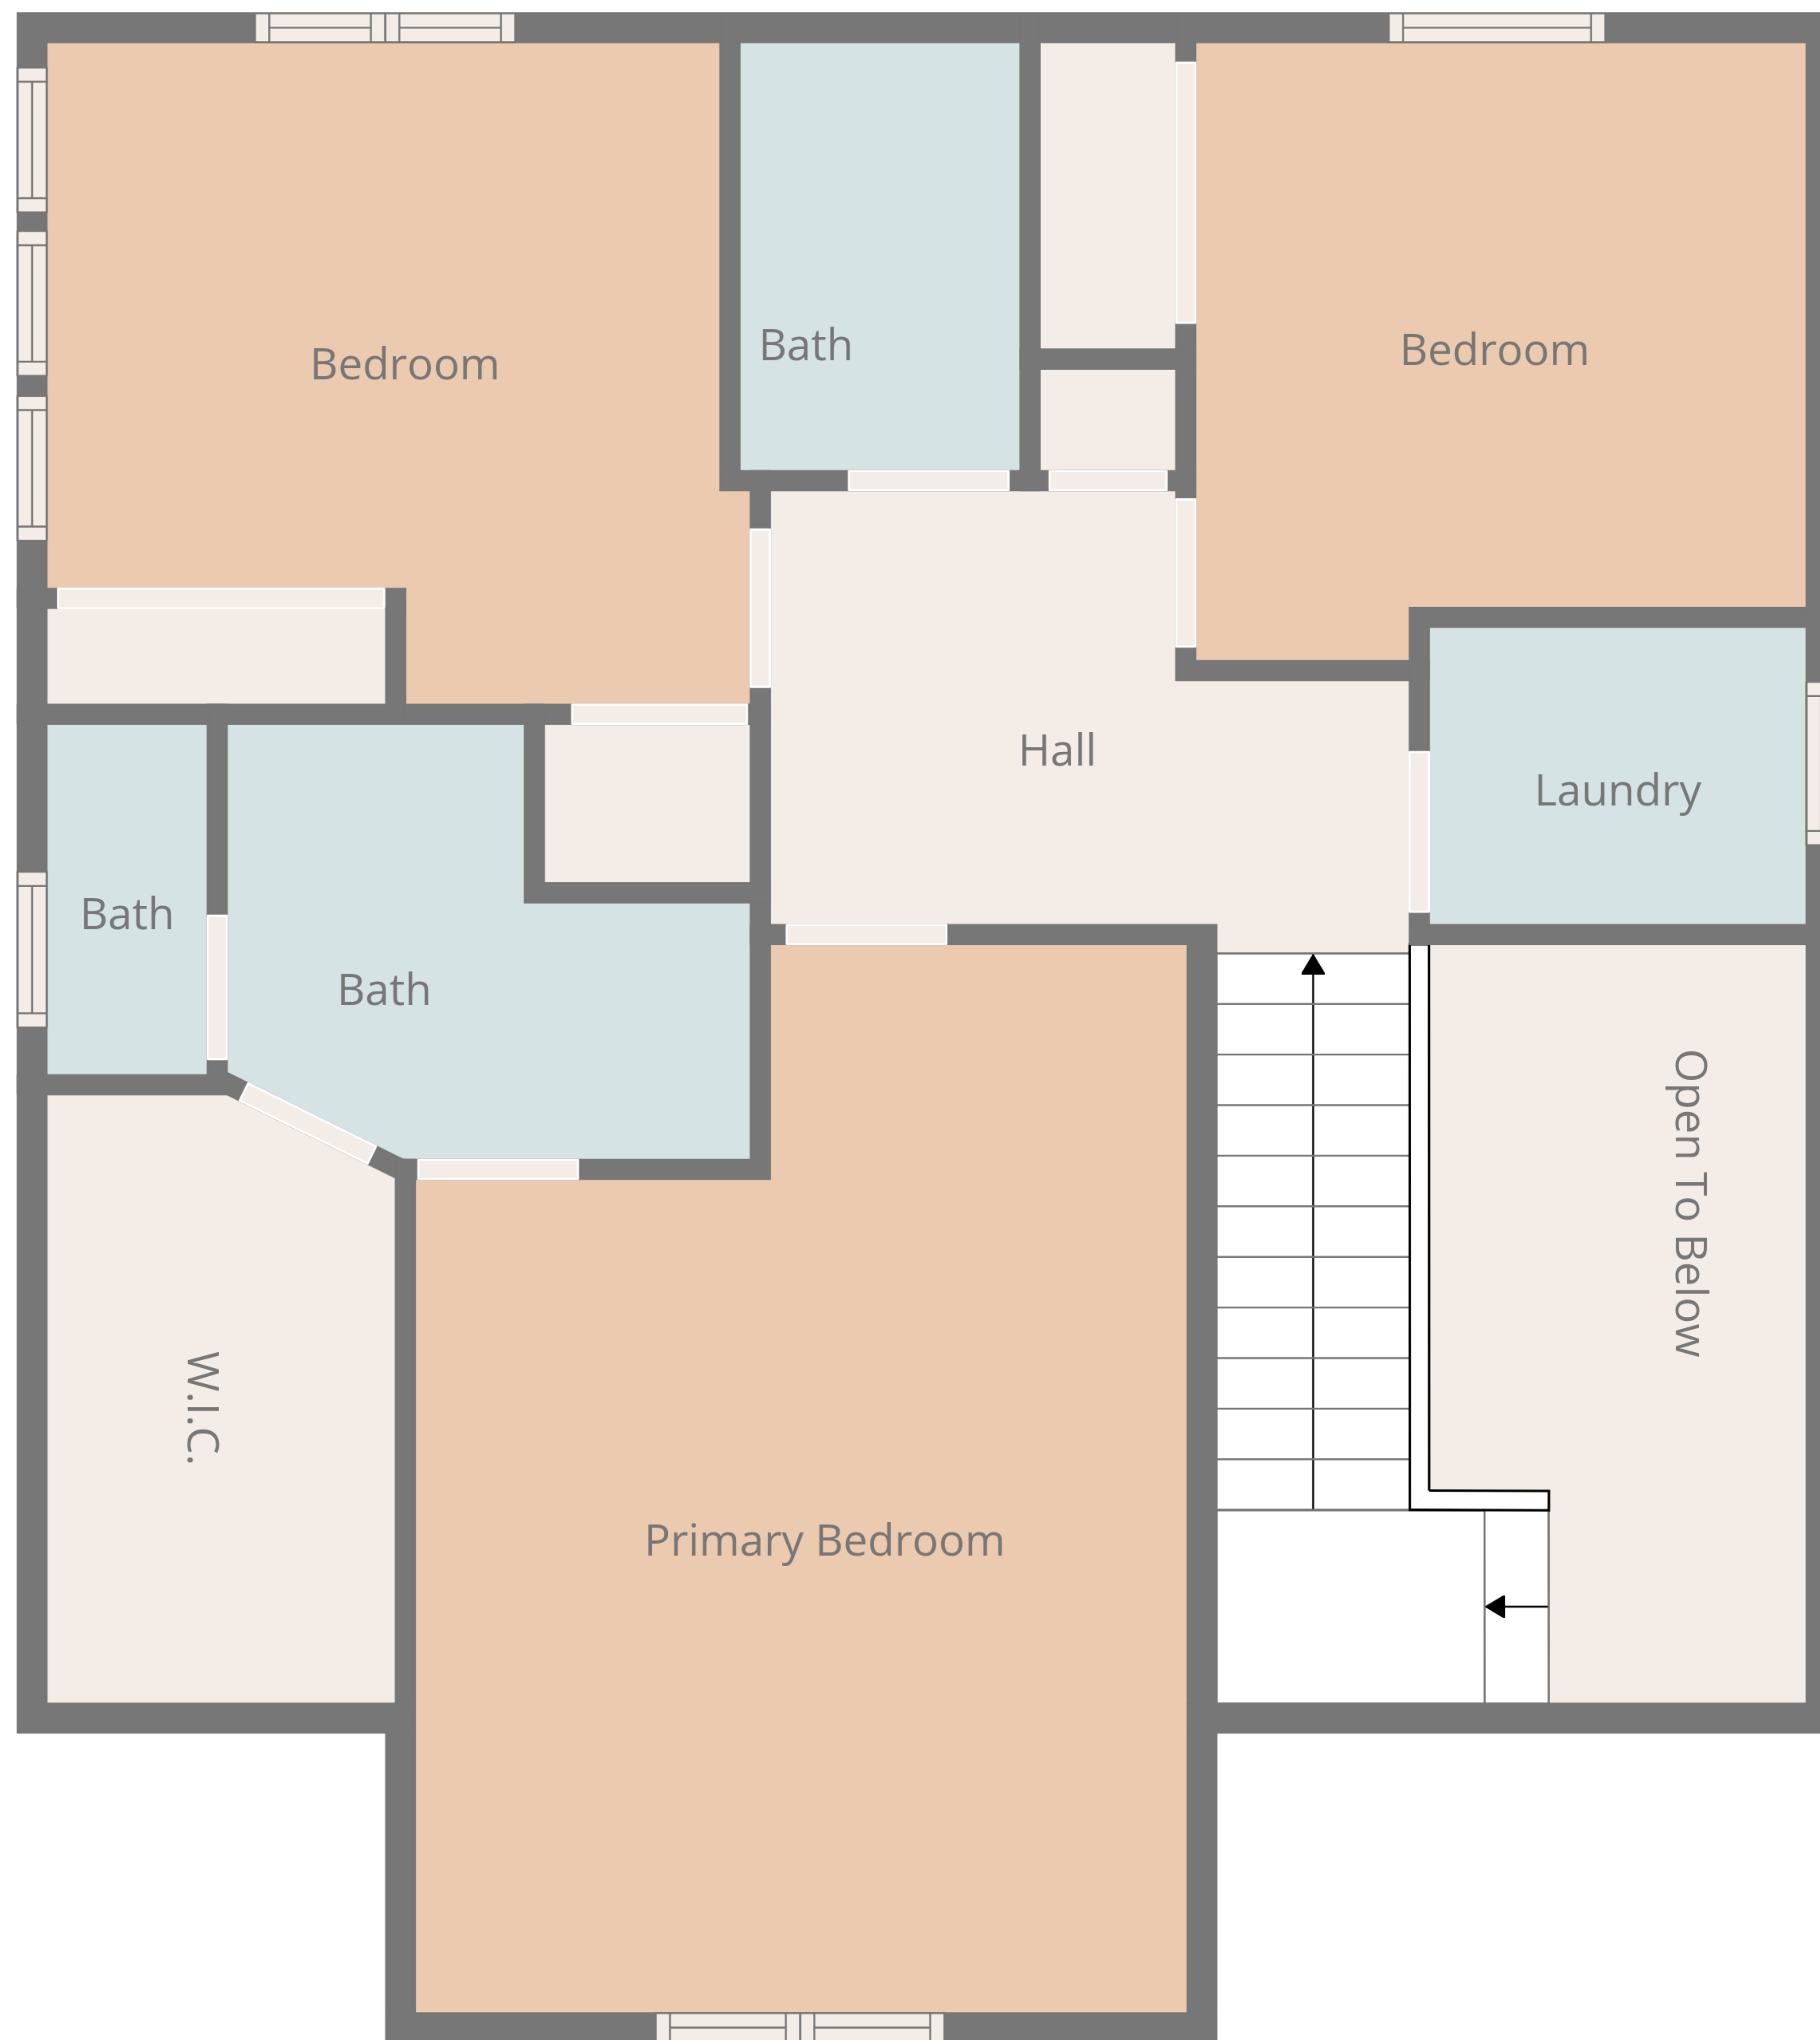 Bedroom
Bath
Bedroom
Hall
Laundry
Bath
Bath
Open To Below
W.I.C.
Primary Bedroom